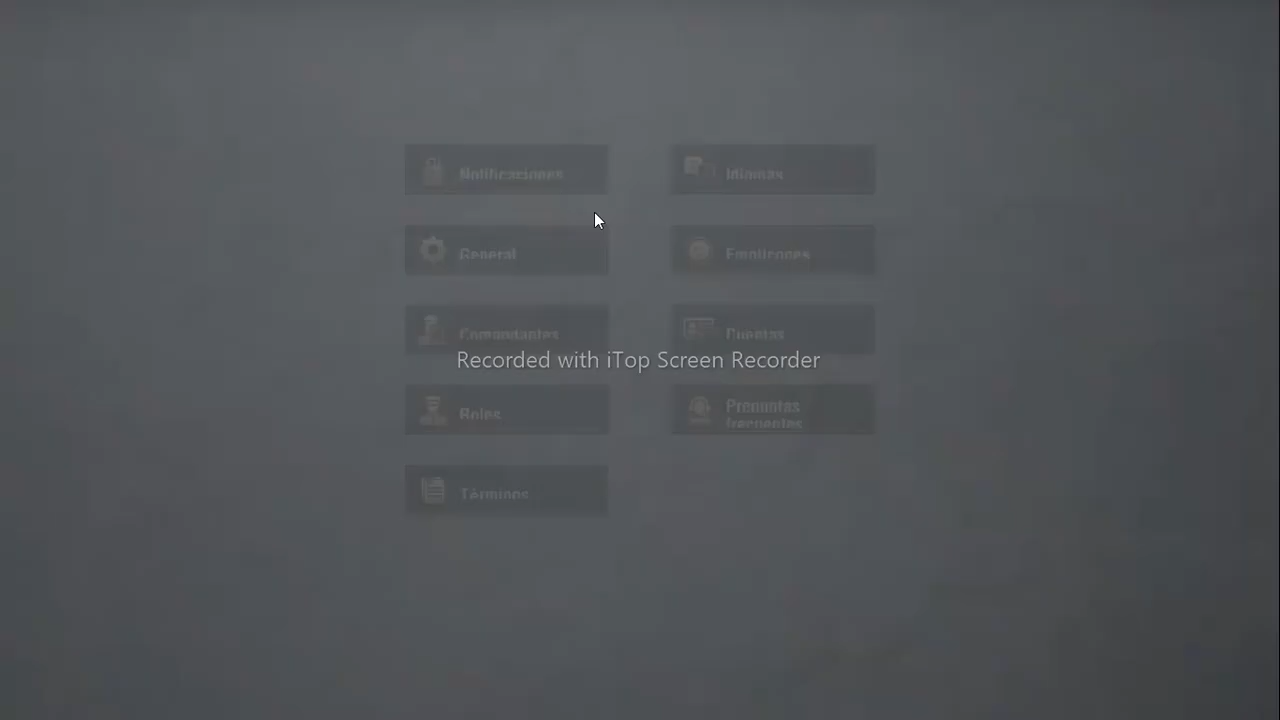 Notificaciones
Idiomas
General
Emoticones
Comandantes
Cuentas
Recorded with iTop Screen Recorder
Roles
Preguntas
frecuentes
Términos